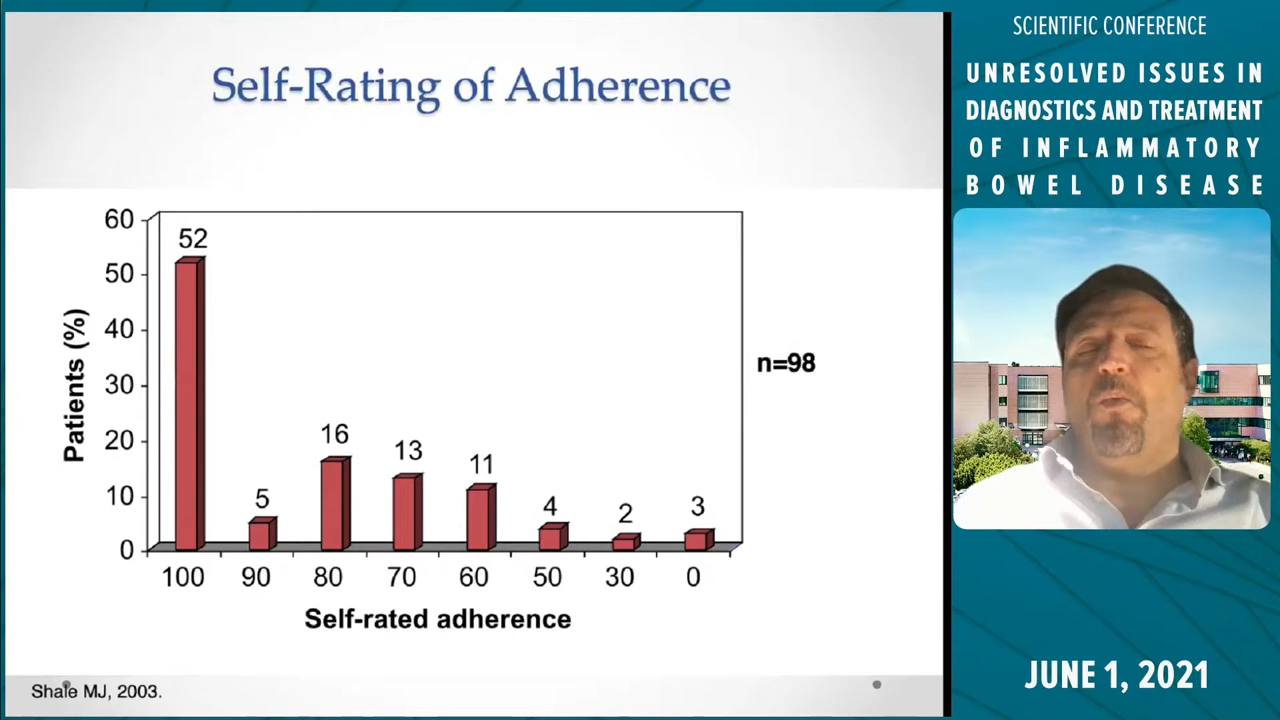 Self-Rating of Adherence
60
50
40
30
20
10
0
Patients (%)
52
5
16
13
11
4
2
3
n=98
100 90 80 70 60 50 30 0
Self-rated adherence
Shale MJ, 2003.
SCIENTIFIC CONFERENCE
UNRESOLVED ISSUES IN
DIAGNOSTICS AND TREATMENT
OF INFLAMMATORY
BOWEL DISEASE
JUNE 1, 2021